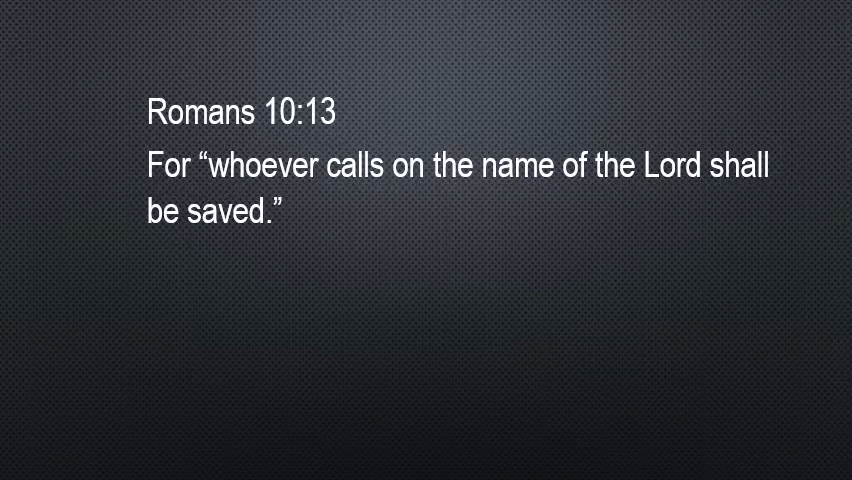 Romans 10:13
For “whoever calls on the name of the Lord shall
be saved.”